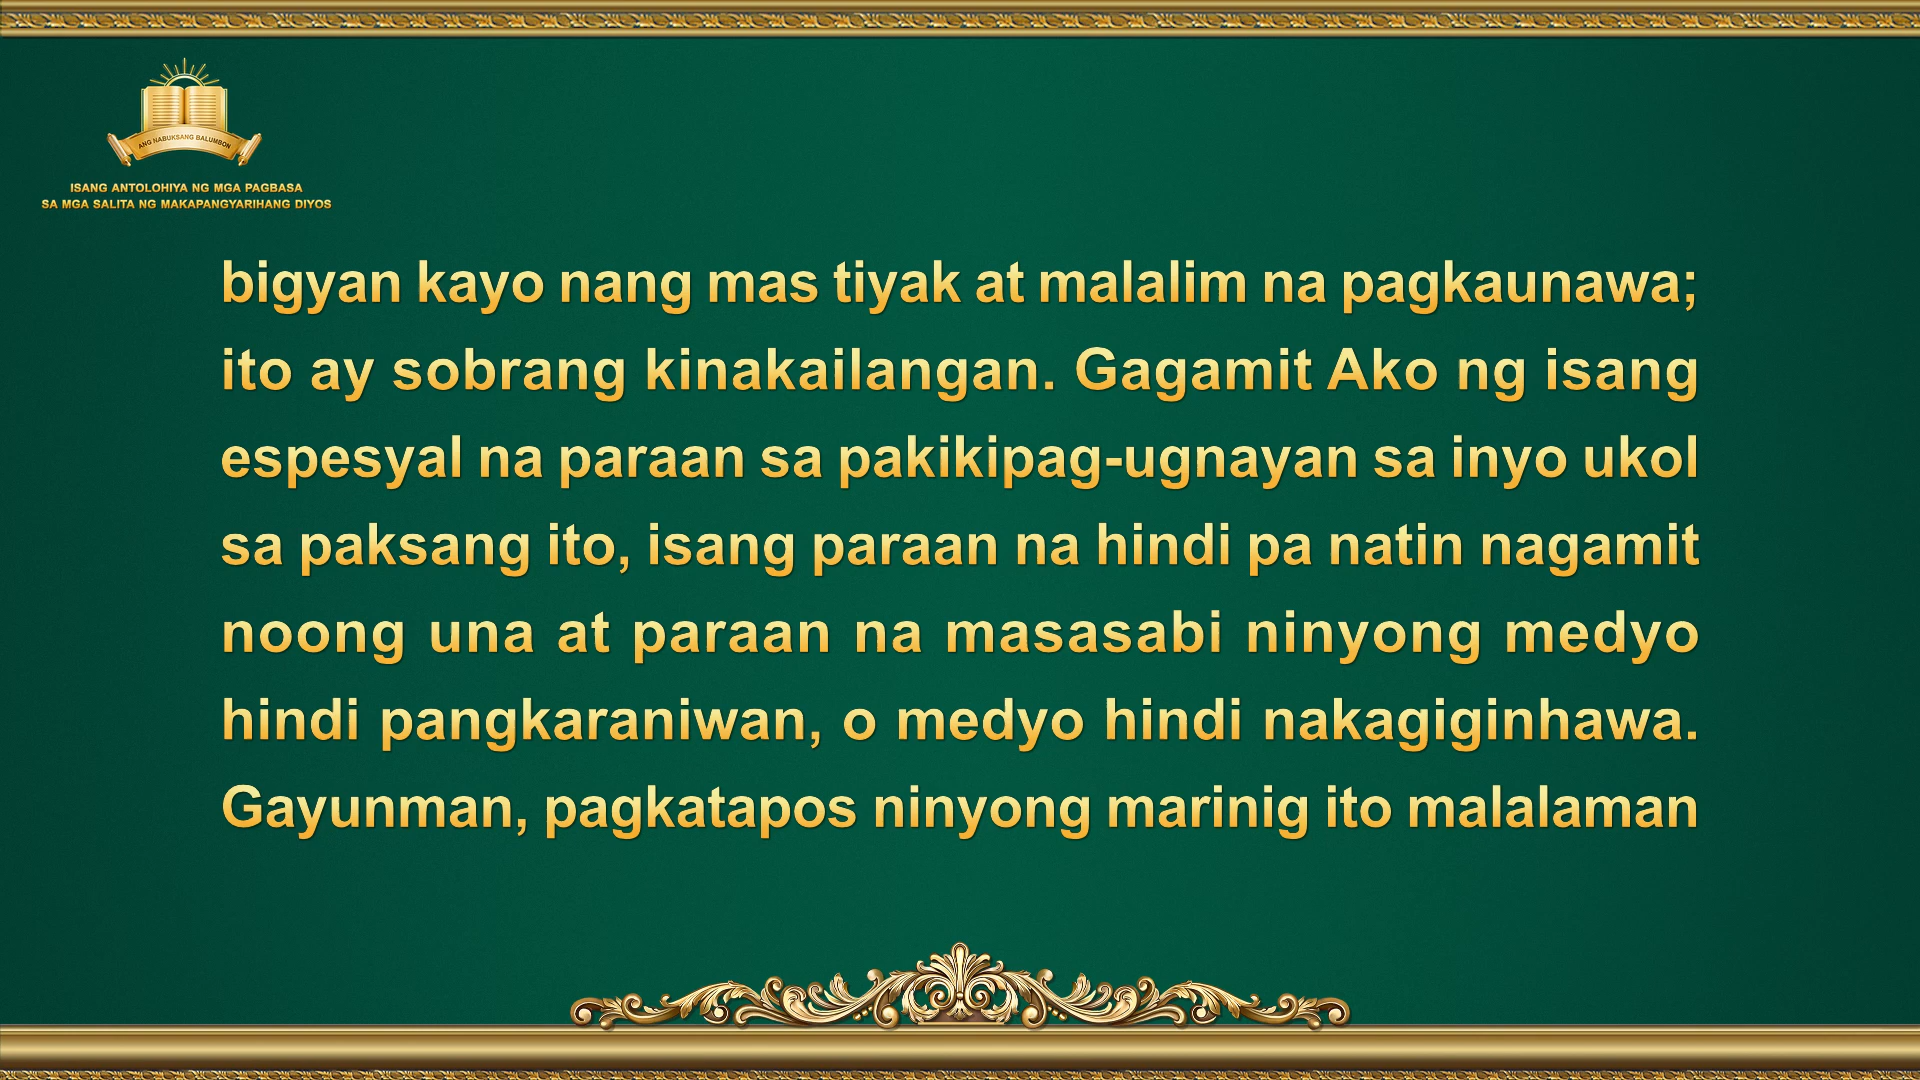 ANG NABUKSANG BALUMBON
ISANG ANTOLOHIYA NG MGA PAGBASA
SA MGA SALITA NG MAKAPANGYARIHANG DIYOS
bigyan kayo nang mas tiyak at malalim na pagkaunawa;
ito ay sobrang kinakailangan. Gagamit Ako ng isang
espesyal na paraan sa pakikipag-ugnayan sa inyo ukol
sa paksang ito, isang paraan na hindi pa natin nagamit
noong una at paraan na masasabi ninyong medyo
hindi pangkaraniwan, o medyo hindi nakagiginhawa.
Gayunman, pagkatapos ninyong marinig ito malalaman